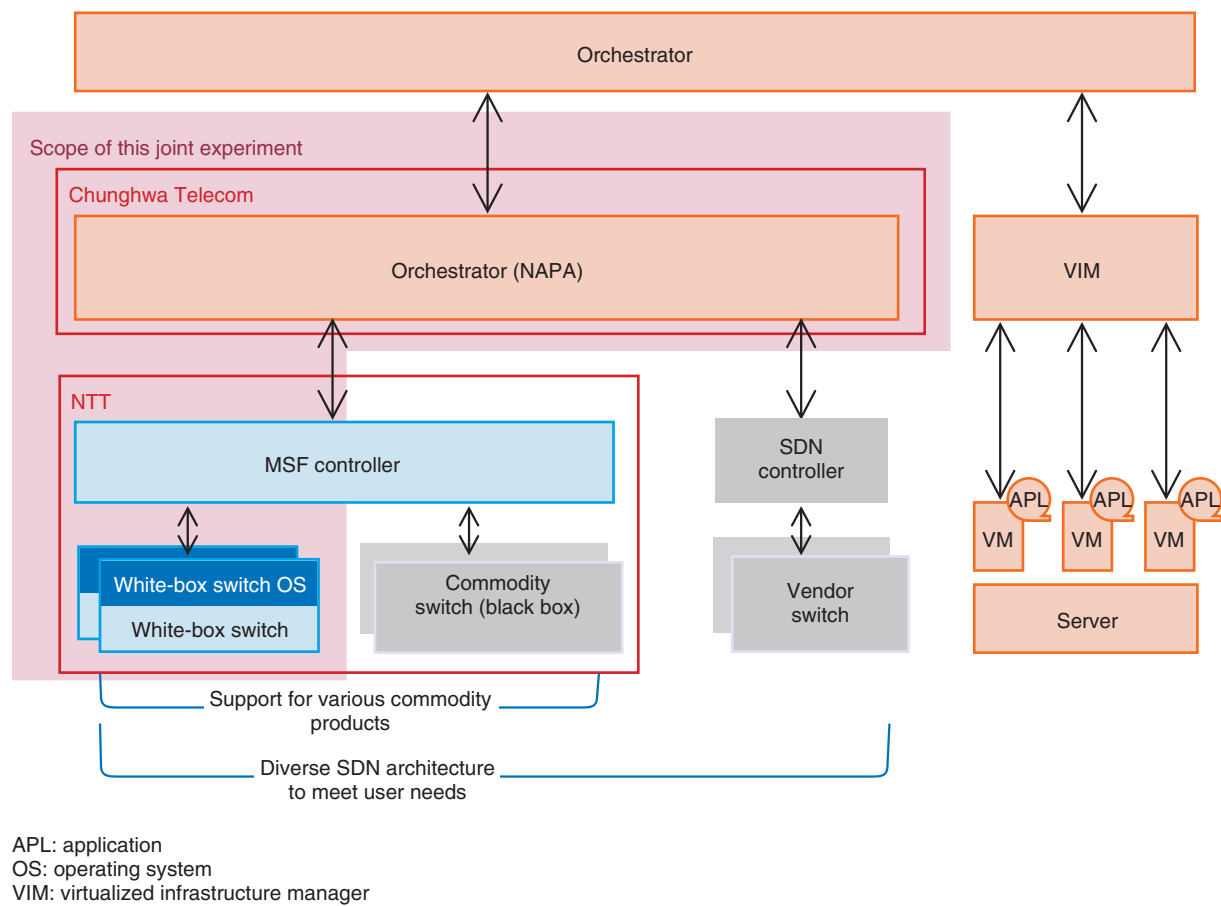 Orchestrator
Scope of this joint experiment
Chunghwa Telecom
Orchestrator (NAPA)
VIM
NTT
MSF controller
SDN
controller
APL
APL
APL
VM
VM
VM
White-box switch OS
White-box switch
Commodity
switch (black box)
Vendor
switch
Server
Support for various commodity
products
Diverse SDN architecture
to meet user needs
APL: application
OS: operating system
VIM: virtualized infrastructure manager